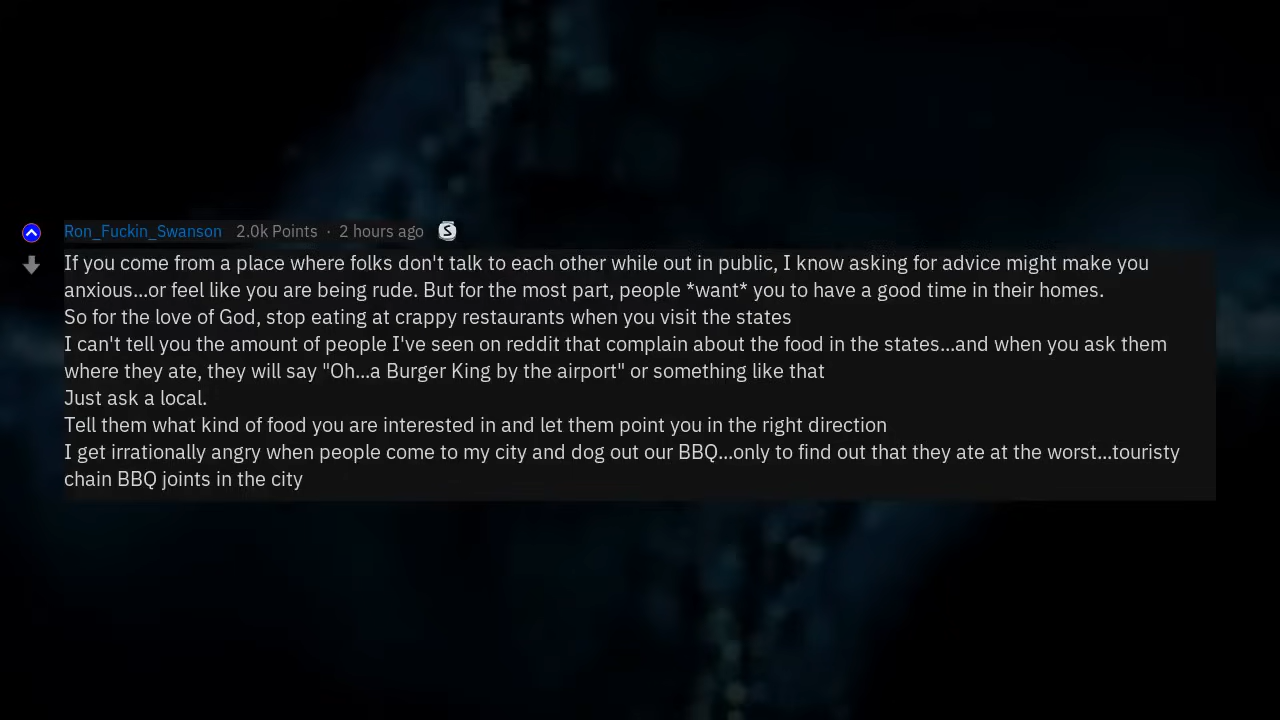 Ron_Fuckin_Swanson 2.0k Points · 2 hours ago S
If you come from a place where folks don't talk to each other while out in public, I know asking for advice might make you
anxious...or feel like you are being rude. But for the most part, people *want* you to have a good time in their homes.
So for the love of God, stop eating at crappy restaurants when you visit the states
I can't tell you the amount of people I've seen on reddit that complain about the food in the states...and when you ask them
where they ate, they will say "Oh...a Burger King by the airport" or something like that
Just ask a local.
Tell them what kind of food you are interested in and let them point you in the right direction
I get irrationally angry when people come to my city and dog out our BBQ...only to find out that they ate at the worst...touristy
chain BBQ joints in the city